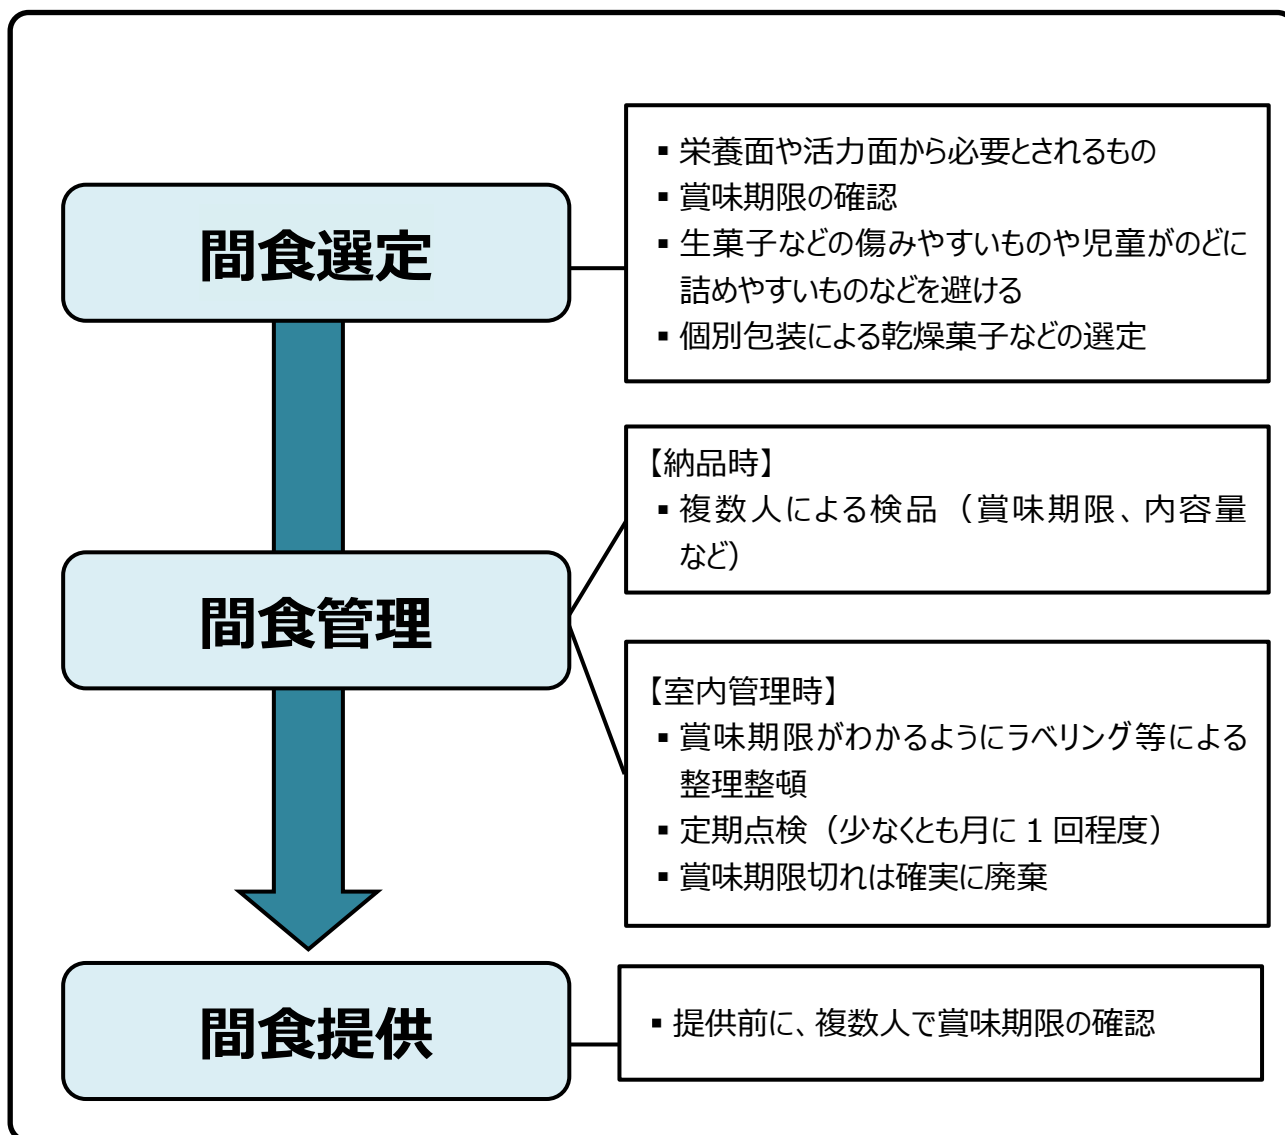 間食選定
▪ 栄養面や活力面から必要とされるもの
▪ 賞味期限の確認
▪ 生菓子などの傷みやすいものや児童がのどに
詰めやすいものなどを避ける
▪ 個別包装による乾燥菓子などの選定
間食管理
【納品時】
▪ 複数人による検品（賞味期限、内容量
など）
【室内管理時】
▪ 賞味期限がわかるようにラベリング等による
整理整頓
▪ 定期点検（少なくとも月に 1 回程度）
▪ 賞味期限切れは確実に廃棄
間食提供
▪ 提供前に、複数人で賞味期限の確認